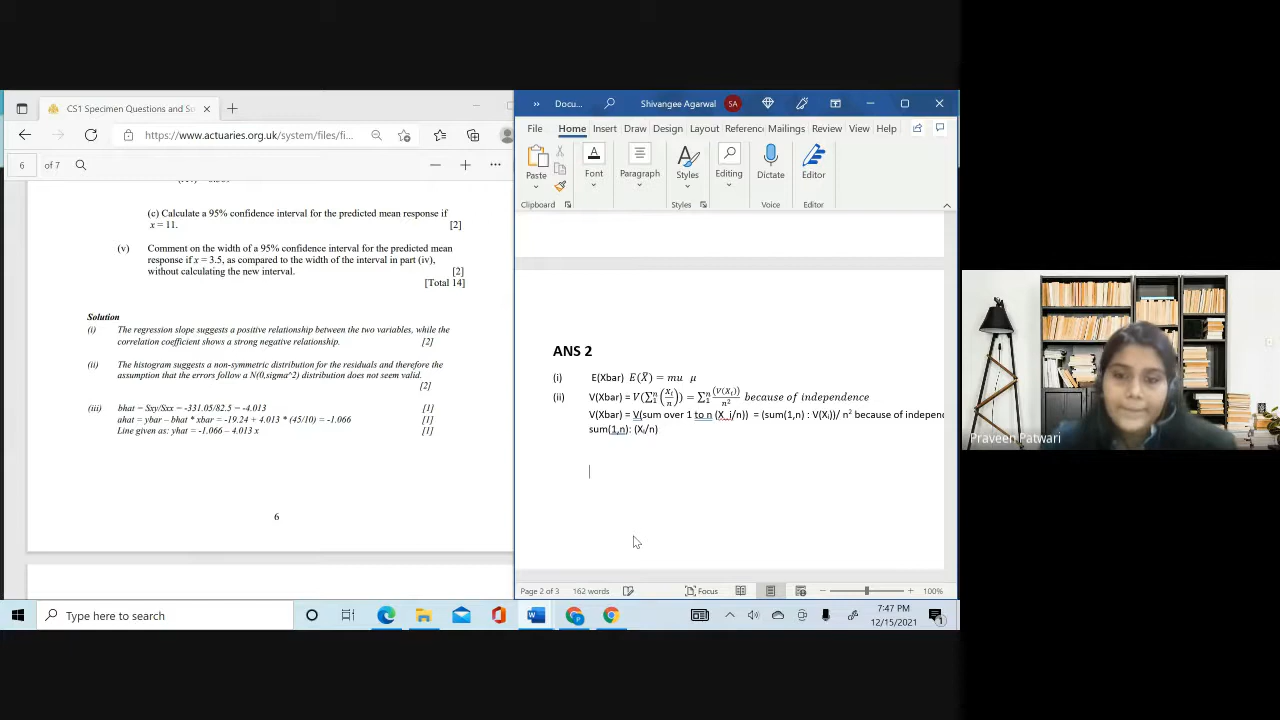 CS1 Specimen Questions and So
https://www.actuaries.org.uk/system/files/fi...
6 of 7
(c) Calculate a 95% confidence interval for the predicted mean response if
x = 11. [2]
(v) Comment on the width of a 95% confidence interval for the predicted mean
response if x = 3.5, as compared to the width of the interval in part (iv),
without calculating the new interval. [2]
[Total 14]
Solution
(i) The regression slope suggests a positive relationship between the two variables, while the
correlation coefficient shows a strong negative relationship. [2]
(ii) The histogram suggests a non-symmetric distribution for the residuals and therefore the
assumption that the errors follow a N(0,sigma^2) distribution does not seem valid.
[2]
(iii) bhat = Sxy/Sxx = -331.05/82.5 = -4.013 [1]
ahat = ybar – bhat * xbar = -19.24 + 4.013 * (45/10) = -1.066 [1]
Line given as: yhat = -1.066 – 4.013 x [1]
6
Docu... Shivangee Agarwal SA
File Home Insert Draw Design Layout Referenc Mailings Review View Help
Paste Font Paragraph Styles Editing Dictate Editor
Clipboard Styles Voice Editor
ANS 2
(i) E(Xbar) E(X̄) = mu μ
(ii) V(Xbar) = V(∑₁ⁿ(Xᵢ/n)) = ∑₁ⁿ (V(Xᵢ))/n² because of independence
V(Xbar) = V(sum over 1 to n (X_i/n)) = (sum(1,n) : V(Xᵢ))/ n² because of indepen
sum(1,n): (Xᵢ/n)
Page 2 of 3 162 words Focus 100%
Type here to search
7:47 PM
12/15/2021
1
Praveen Patwari